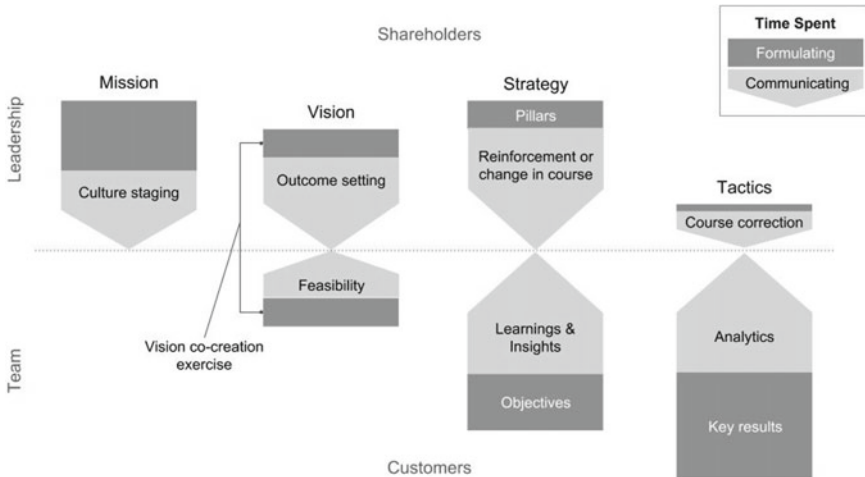 Shareholders
Time Spent
Formulating
Communicating
Leadership
Mission
Culture staging
Vision
Outcome setting
Strategy
Pillars
Reinforcement or
change in course
Tactics
Course correction
Team
Vision co-creation
exercise
Feasibility
Learnings &
Insights
Objectives
Analytics
Key results
Customers